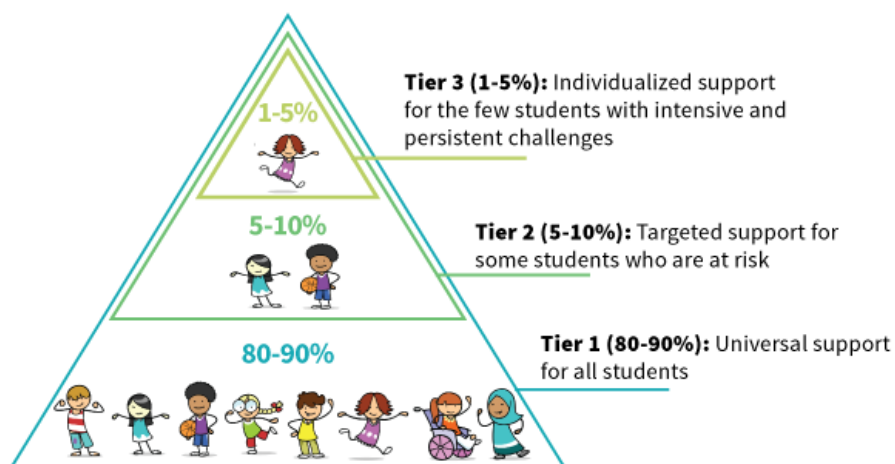 1-5%
Tier 3 (1-5%): Individualized support
for the few students with intensive and
persistent challenges
5-10%
Tier 2 (5-10%): Targeted support for
some students who are at risk
80-90%
Tier 1 (80-90%): Universal support
for all students